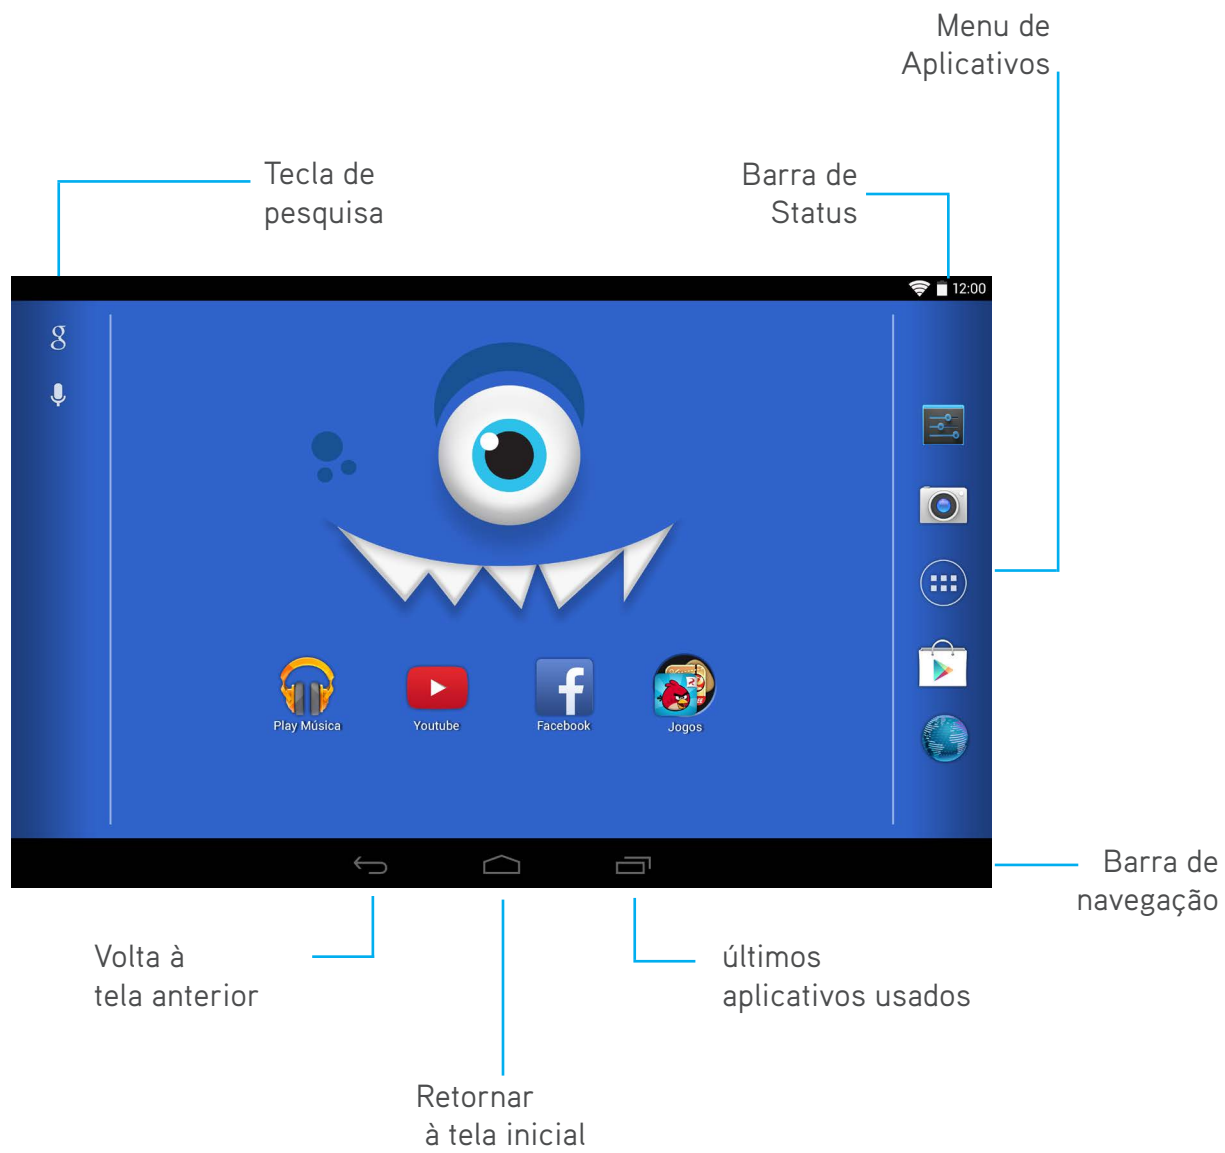 Menu de
Aplicativos
Tecla de
pesquisa
Barra de
Status
12:00
g
Play Música
Youtube
Facebook
Jogos
Barra de
navegação
Volta à
tela anterior
últimos
aplicativos usados
Retornar
à tela inicial